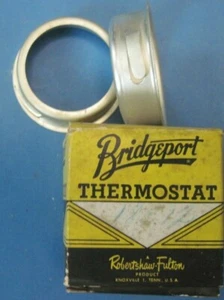 Bridgeport
THERMOSTAT
Robertshaw-Fulton
PRODUCT
KNOXVILLE 1, TENN., U.S.A.